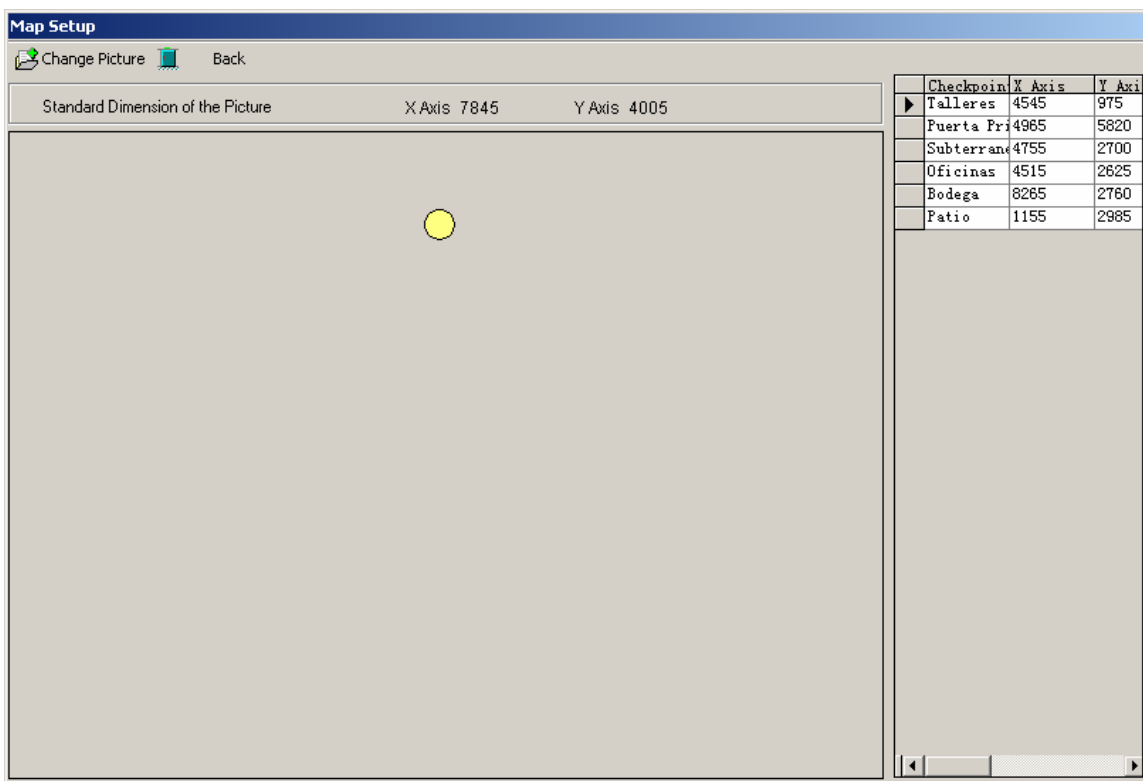 Map Setup
Change Picture Back
Standard Dimension of the Picture X Axis 7845 Y Axis 4005
Checkpoin X Axis Y Axi
Talleres 4545 975
Puerta Pri 4965 5820
Subterrane 4755 2700
Oficinas 4515 2625
Bodega 8265 2760
Patio 1155 2985